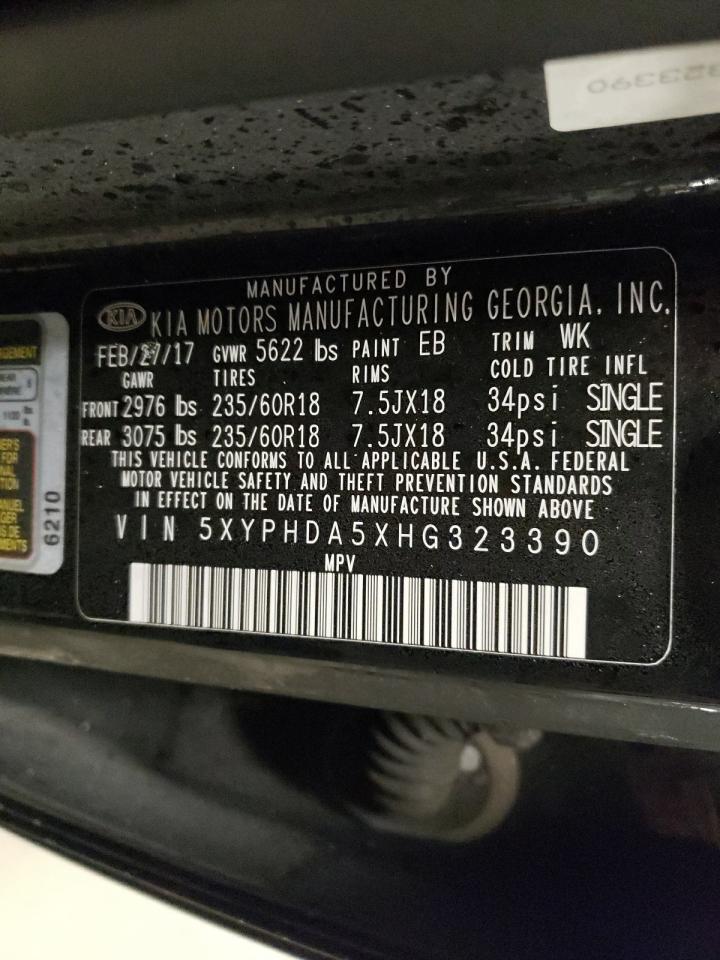 323390
MANUFACTURED BY
KIA KIA MOTORS MANUFACTURING GEORGIA, INC.
FEB/ /17 GVWR 5622 lbs PAINT EB TRIM WK
GAWR TIRES RIMS COLD TIRE INFL
FRONT 2976 lbs 235/60R18 7.5JX18 34psi SINGLE
REAR 3075 lbs 235/60R18 7.5JX18 34psi SINGLE
THIS VEHICLE CONFORMS TO ALL APPLICABLE U.S.A. FEDERAL
MOTOR VEHICLE SAFETY AND THEFT PREVENTION STANDARDS
IN EFFECT ON THE DATE OF MANUFACTURE SHOWN ABOVE
VIN 5XYPHDA5XHG323390
MPV
6210